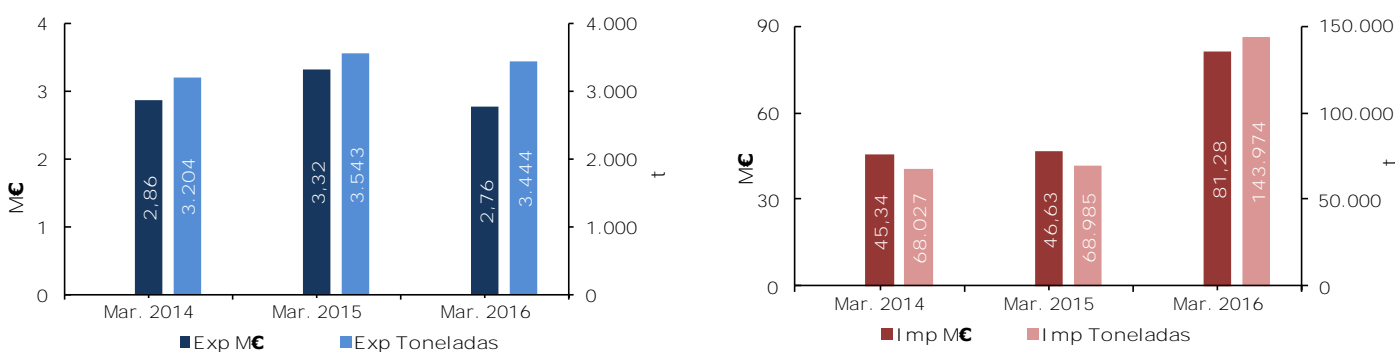 4
3
2
1
0
M€
4.000
3.000
2.000
1.000
0
t
2,86
3.204
3,32
3.543
2,76
3.444
Mar. 2014
Mar. 2015
Mar. 2016
Exp M€
Exp Toneladas
90
60
30
0
M€
150.000
100.000
50.000
0
t
45,34
68.027
46,63
68.985
81,28
143.974
Mar. 2014
Mar. 2015
Mar. 2016
Imp M€
Imp Toneladas